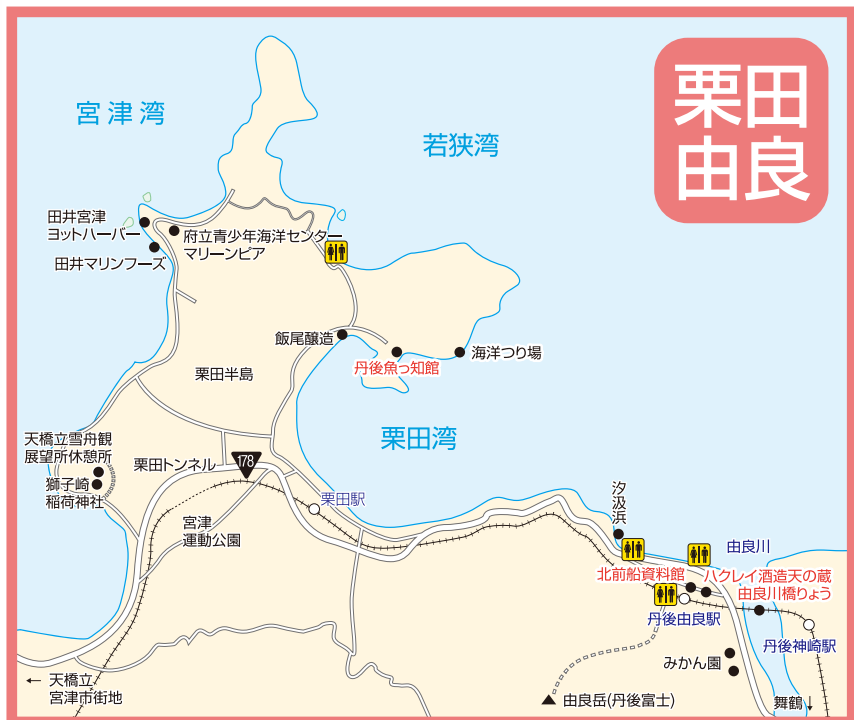 栗田
由良
宮津湾
若狭湾
田井宮津
ヨットハーバー
田井マリンフーズ
府立青少年海洋センター
マリーンピア
飯尾醸造
丹後魚っ知館
海洋つり場
栗田半島
栗田湾
天橋立雪舟観
展望所休憩所
獅子崎
稲荷神社
栗田トンネル
178
栗田駅
宮津
運動公園
汐汲浜
由良川
北前船資料館
ハクレイ酒造天の蔵
由良川橋りょう
丹後由良駅
丹後神崎駅
みかん園
由良岳(丹後富士)
舞鶴↓
← 天橋立
宮津市街地